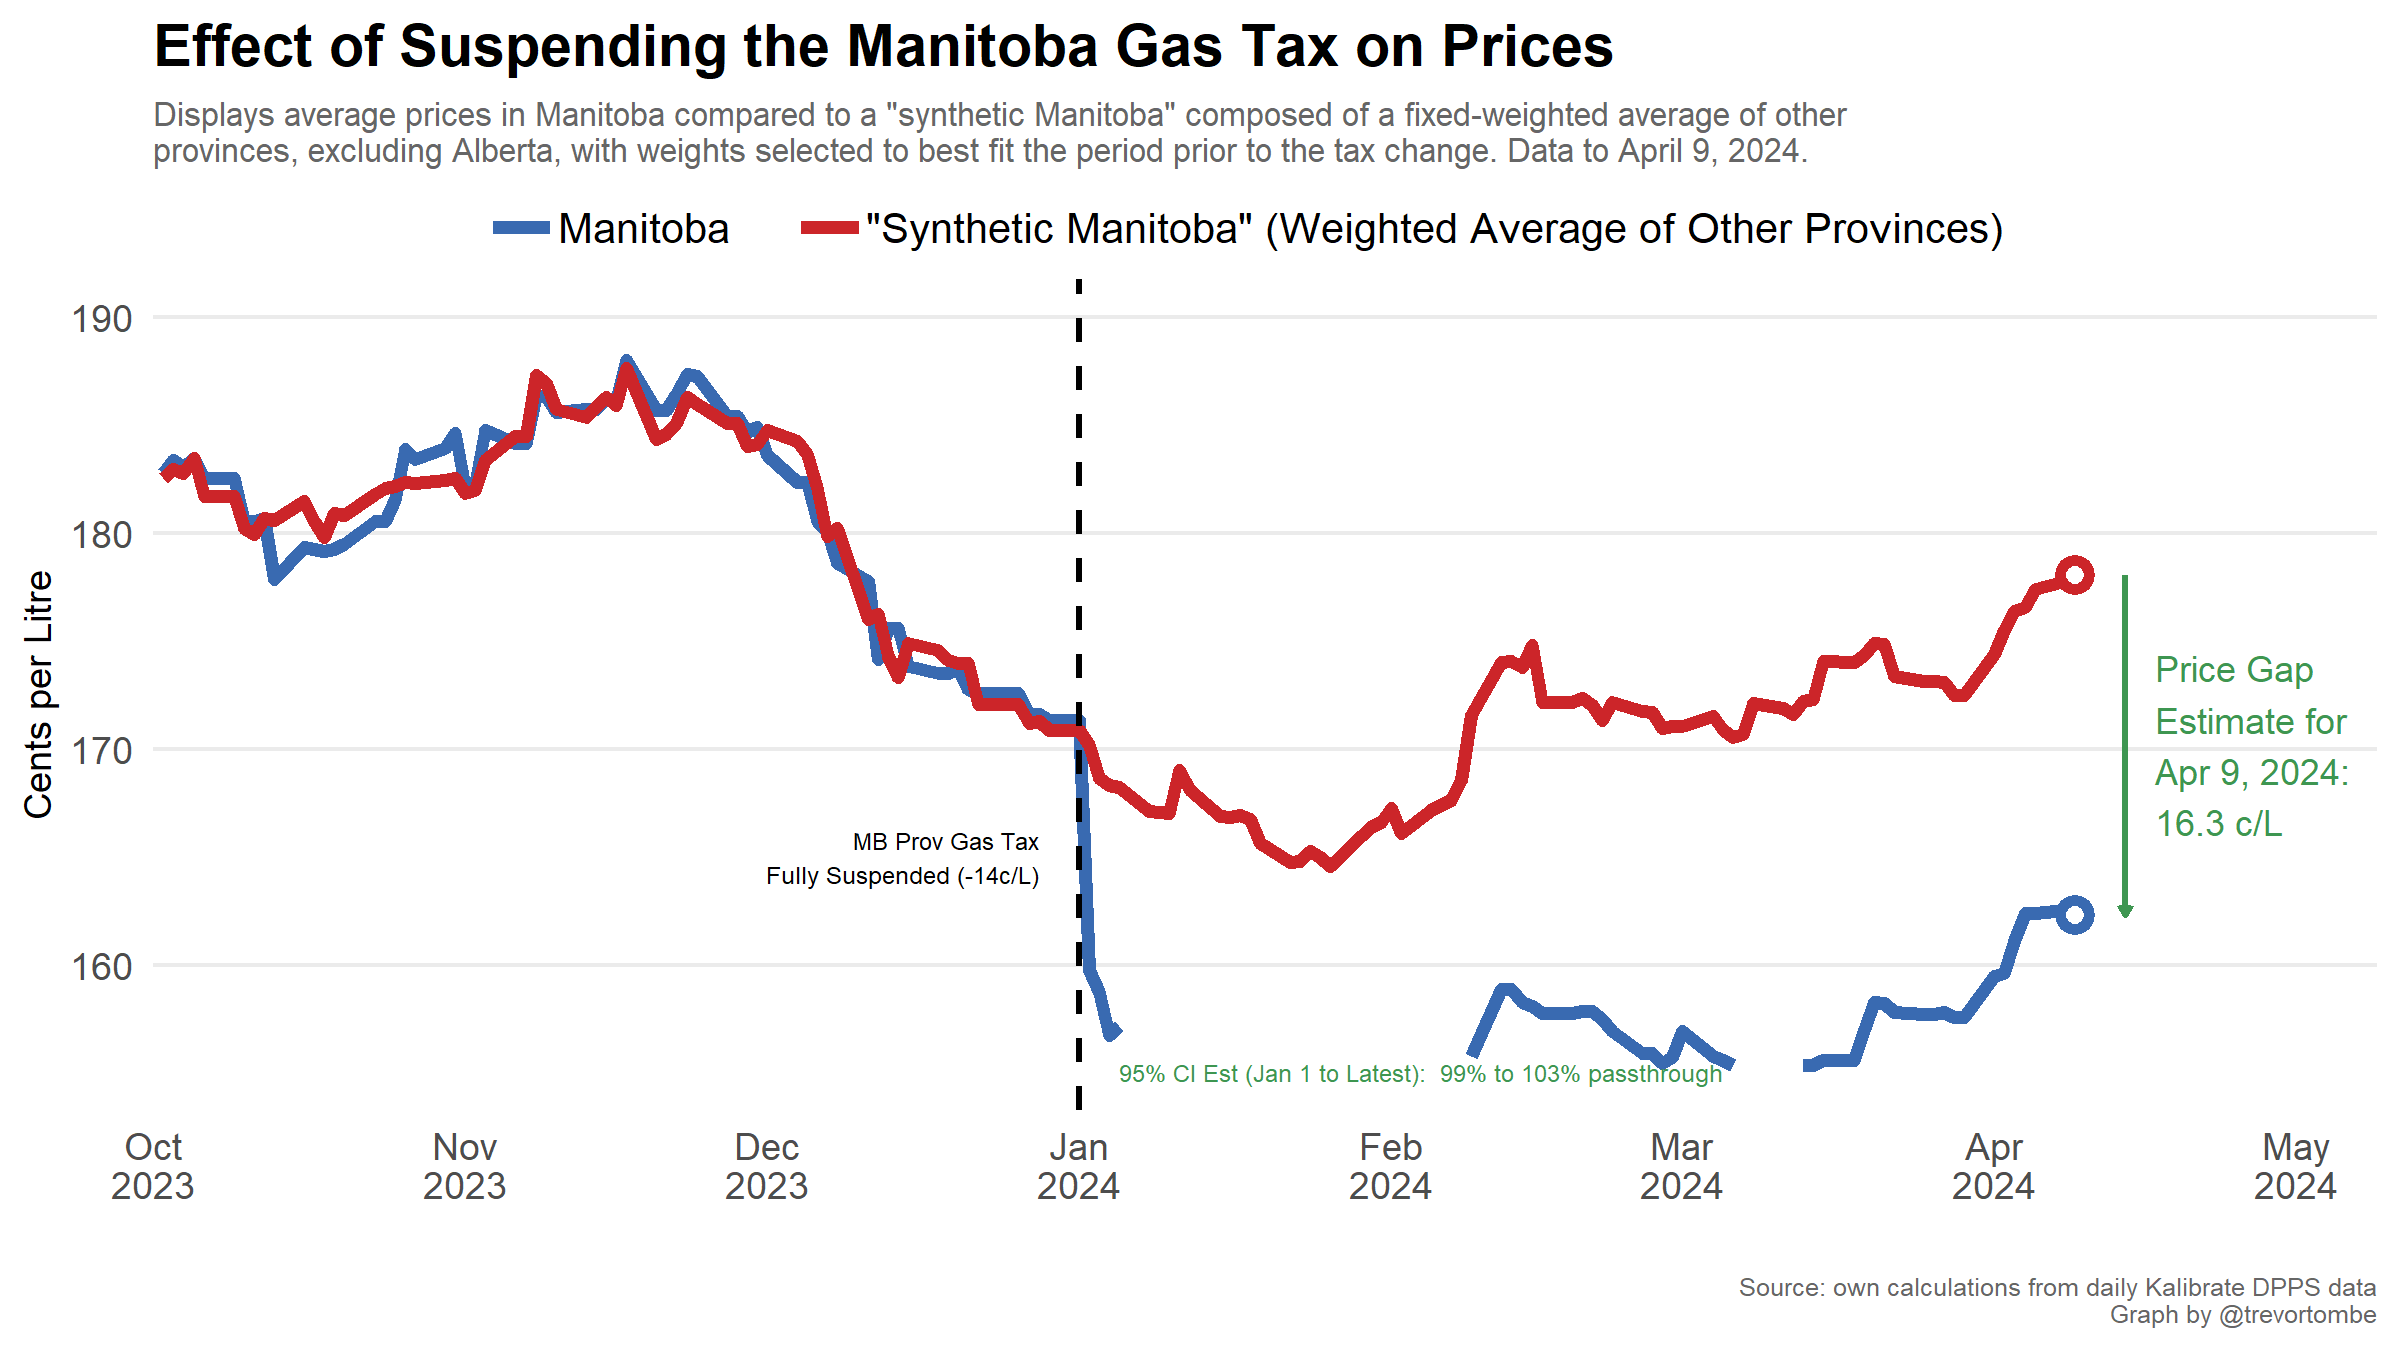 Effect of Suspending the Manitoba Gas Tax on Prices
Displays average prices in Manitoba compared to a "synthetic Manitoba" composed of a fixed-weighted average of other
provinces, excluding Alberta, with weights selected to best fit the period prior to the tax change. Data to April 9, 2024.
Manitoba
"Synthetic Manitoba" (Weighted Average of Other Provinces)
Cents per Litre
190
180
170
160
MB Prov Gas Tax
Fully Suspended (-14c/L)
Price Gap
Estimate for
Apr 9, 2024:
16.3 c/L
95% CI Est (Jan 1 to Latest):  99% to 103% passthrough
Oct
2023
Nov
2023
Dec
2023
Jan
2024
Feb
2024
Mar
2024
Apr
2024
May
2024
Source: own calculations from daily Kalibrate DPPS data
Graph by @trevortombe